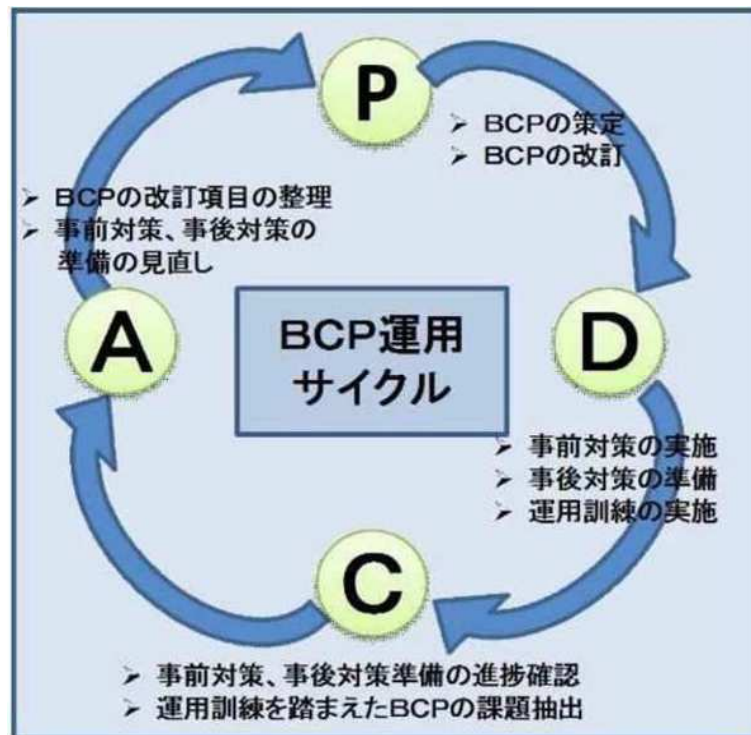 P
➢ BCPの策定
➢ BCPの改訂
➢ BCPの改訂項目の整理
➢ 事前対策、事後対策の
準備の見直し
A
BCP運用
サイクル
D
➢ 事前対策の実施
➢ 事後対策の準備
➢ 運用訓練の実施
C
➢ 事前対策、事後対策準備の進捗確認
➢ 運用訓練を踏まえたBCPの課題抽出